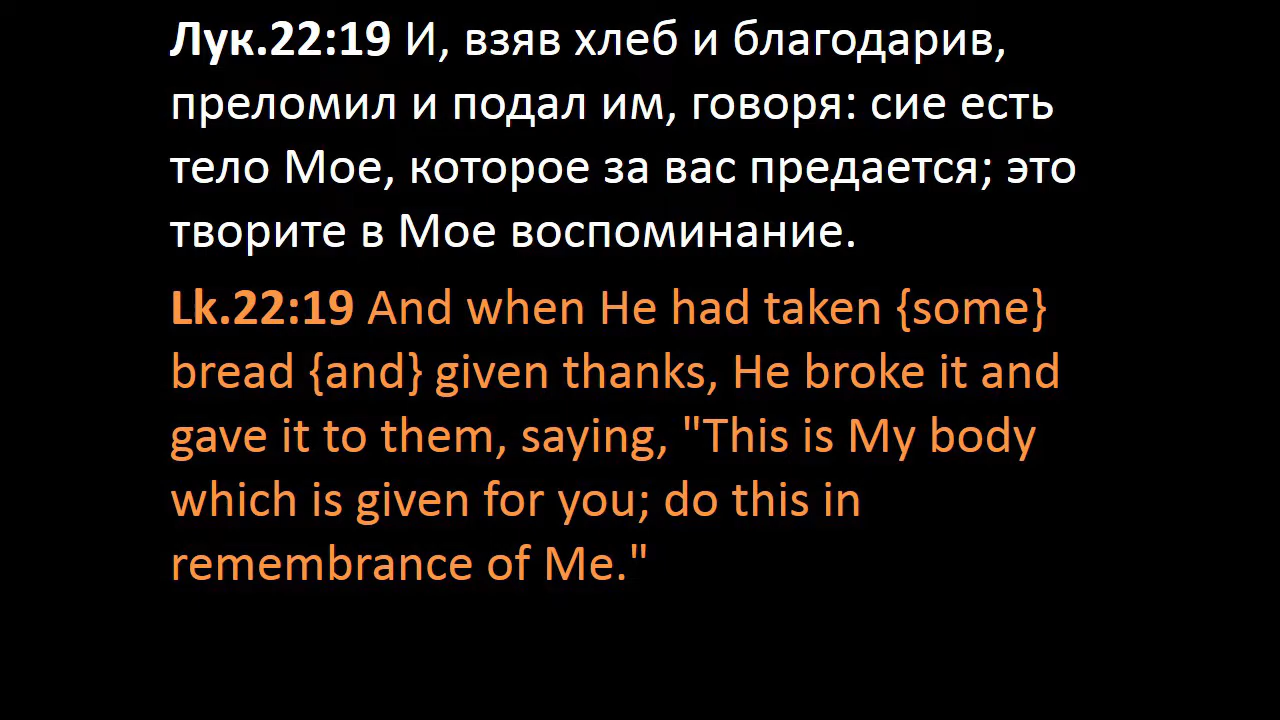 Лук.22:19 И, взяв хлеб и благодарив,
преломил и подал им, говоря: сие есть
тело Мое, которое за вас предается; это
творите в Мое воспоминание.
Lk.22:19 And when He had taken {some}
bread {and} given thanks, He broke it and
gave it to them, saying, "This is My body
which is given for you; do this in
remembrance of Me."